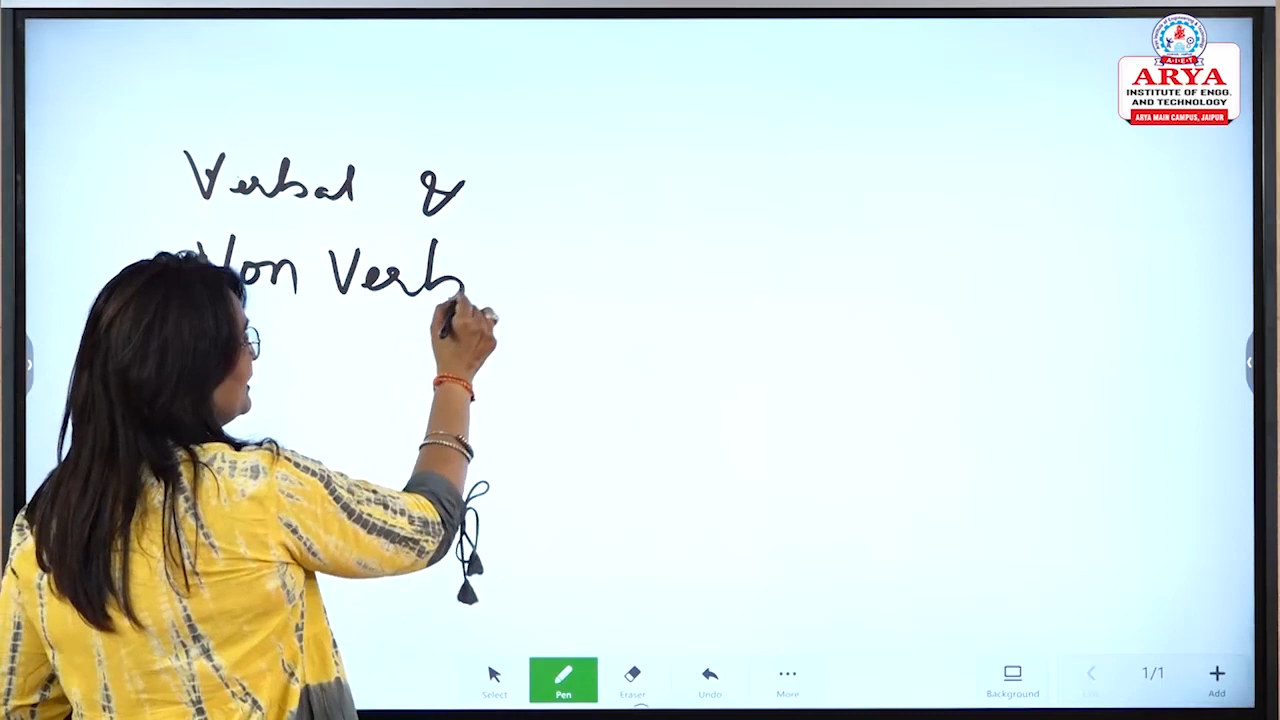 Verbal &
Non Verb
A.I.E.T
ARYA
INSTITUTE OF ENGG.
AND TECHNOLOGY
ARYA MAIN CAMPUS, JAIPUR
Select
Pen
Eraser
Undo
More
Background
1/1
Add